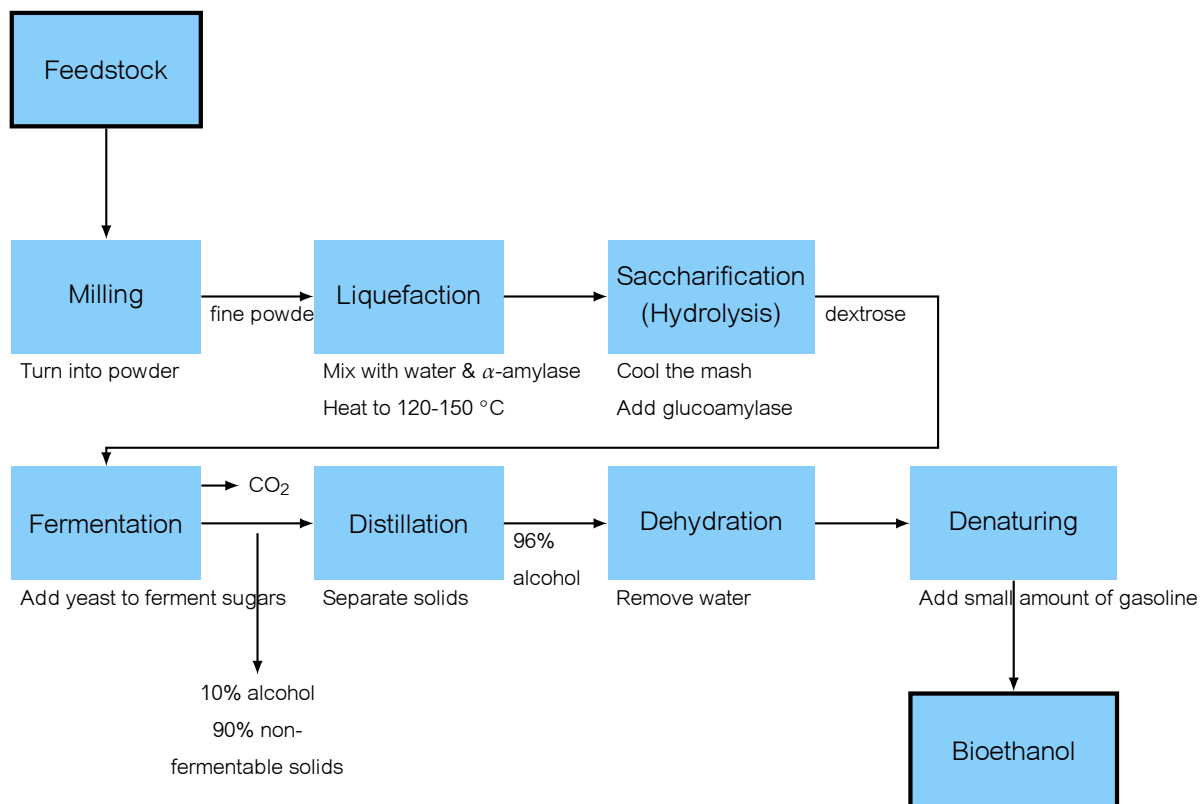 Feedstock
Milling
fine powde
Liquefaction
Saccharification
(Hydrolysis)
dextrose
Turn into powder
Mix with water & α-amylase
Heat to 120-150 °C
Cool the mash
Add glucoamylase
Fermentation
CO₂
Distillation
96%
alcohol
Dehydration
Denaturing
Add yeast to ferment sugars
Separate solids
Remove water
Add small amount of gasoline
10% alcohol
90% non-
fermentable solids
Bioethanol